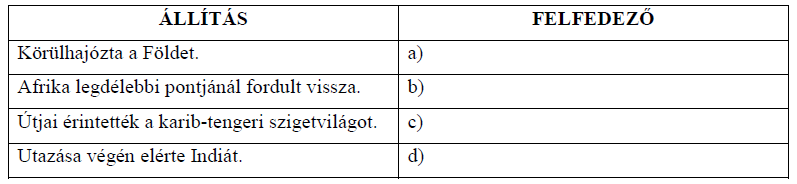 ÁLLÍTÁS FELFEDEZŐ
Körülhajózta a Földet. a)
Afrika legdélebbi pontjánál fordult vissza. b)
Útjai érintették a karib-tengeri szigetvilágot. c)
Utazása végén elérte Indiát. d)